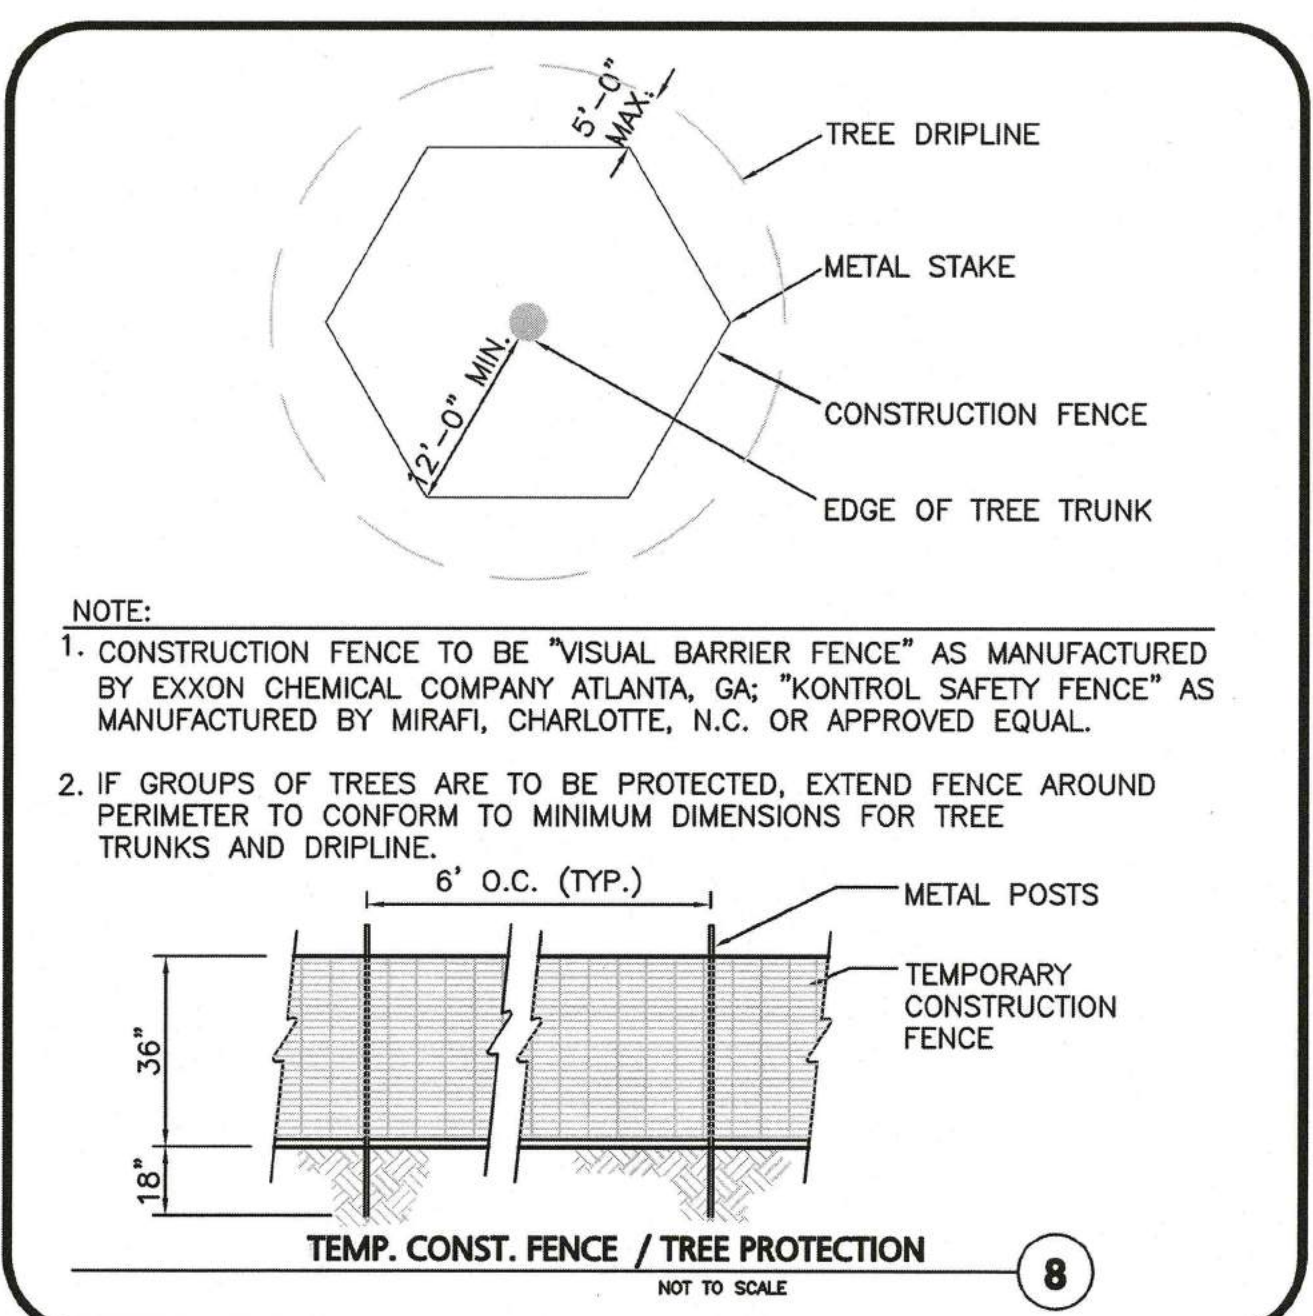 5'-0"
MAX.
TREE DRIPLINE
METAL STAKE
12'-0" MIN.
CONSTRUCTION FENCE
EDGE OF TREE TRUNK
NOTE:
1. CONSTRUCTION FENCE TO BE "VISUAL BARRIER FENCE" AS MANUFACTURED
BY EXXON CHEMICAL COMPANY ATLANTA, GA; "KONTROL SAFETY FENCE" AS
MANUFACTURED BY MIRAFI, CHARLOTTE, N.C. OR APPROVED EQUAL.
2. IF GROUPS OF TREES ARE TO BE PROTECTED, EXTEND FENCE AROUND
PERIMETER TO CONFORM TO MINIMUM DIMENSIONS FOR TREE
TRUNKS AND DRIPLINE.
6' O.C. (TYP.)
METAL POSTS
TEMPORARY
CONSTRUCTION
FENCE
36"
18"
TEMP. CONST. FENCE / TREE PROTECTION
NOT TO SCALE
8